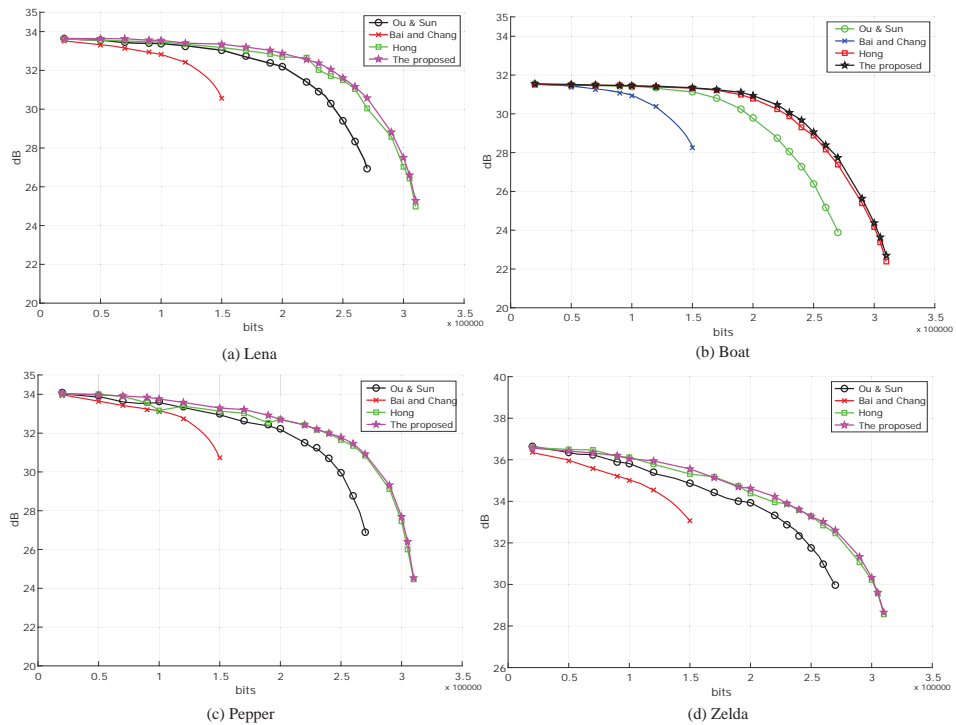 35
34
32
30
28
26
24
22
20
dB
0
0.5
1
1.5
2
2.5
3
3.5
x 100000
bits
Ou & Sun
Bai and Chang
Hong
The proposed
(a) Lena
35
34
32
30
28
26
24
22
20
dB
0
0.5
1
1.5
2
2.5
3
3.5
x 100000
bits
Ou & Sun
Bai and Chang
Hong
The proposed
(b) Boat
35
34
32
30
28
26
24
22
20
dB
0
0.5
1
1.5
2
2.5
3
3.5
x 100000
bits
Ou & Sun
Bai and Chang
Hong
The proposed
(c) Pepper
40
38
36
34
33
32
30
28
26
dB
0
0.5
1
1.5
2
2.5
3
3.5
x 100000
bits
Ou & Sun
Bai and Chang
Hong
The proposed
(d) Zelda